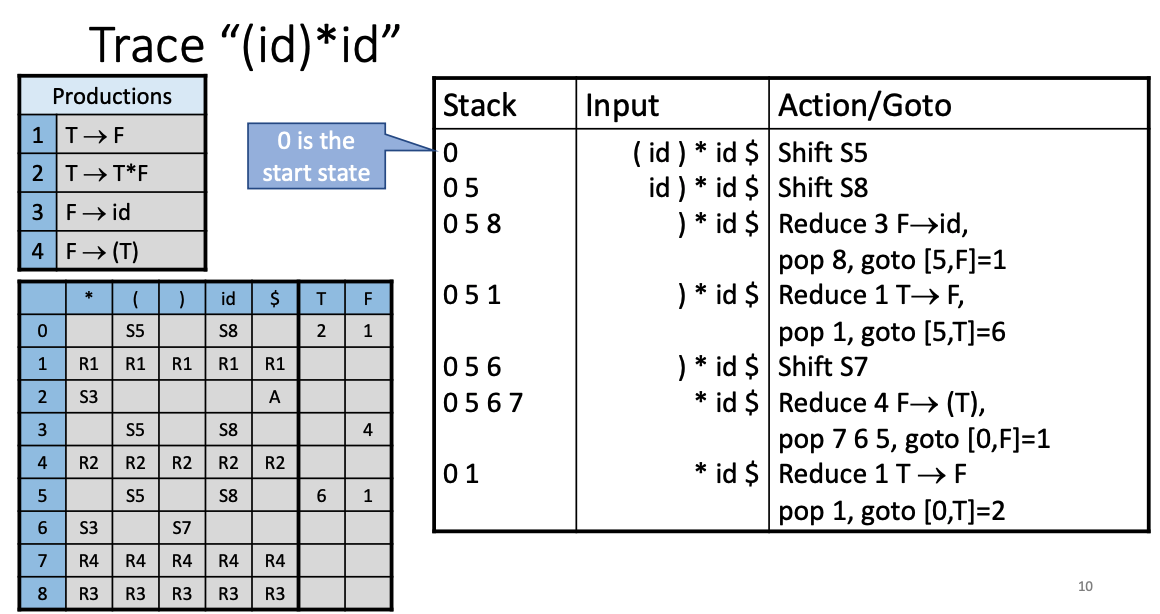 Trace “(id)*id”
Productions
1 T → F
2 T → T*F
3 F → id
4 F → (T)
0 is the
start state
* ( ) id $ T F
0 S5 S8 2 1
1 R1 R1 R1 R1 R1
2 S3 A
3 S5 S8 4
4 R2 R2 R2 R2 R2
5 S5 S8 6 1
6 S3 S7
7 R4 R4 R4 R4 R4
8 R3 R3 R3 R3 R3
Stack Input Action/Goto
0 ( id ) * id $ Shift S5
0 5 id ) * id $ Shift S8
0 5 8 ) * id $ Reduce 3 F→id,
pop 8, goto [5,F]=1
0 5 1 ) * id $ Reduce 1 T→ F,
pop 1, goto [5,T]=6
0 5 6 ) * id $ Shift S7
0 5 6 7 * id $ Reduce 4 F→ (T),
pop 7 6 5, goto [0,F]=1
0 1 * id $ Reduce 1 T → F
pop 1, goto [0,T]=2
10